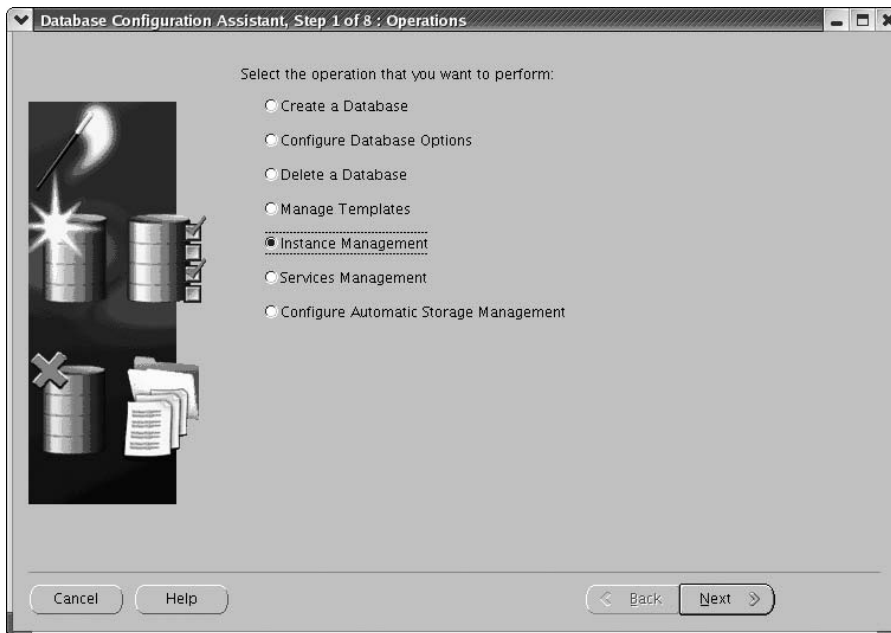 Database Configuration Assistant, Step 1 of 8 : Operations
Select the operation that you want to perform:
Create a Database
Configure Database Options
Delete a Database
Manage Templates
Instance Management
Services Management
Configure Automatic Storage Management
Cancel
Help
Back
Next